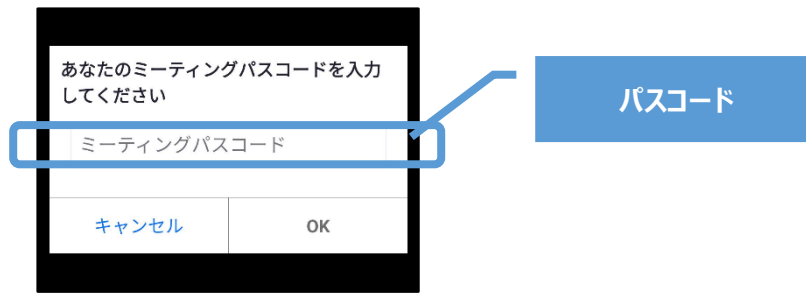 あなたのミーティングパスコードを入力
してください
ミーティングパスコード
キャンセル
OK
パスコード